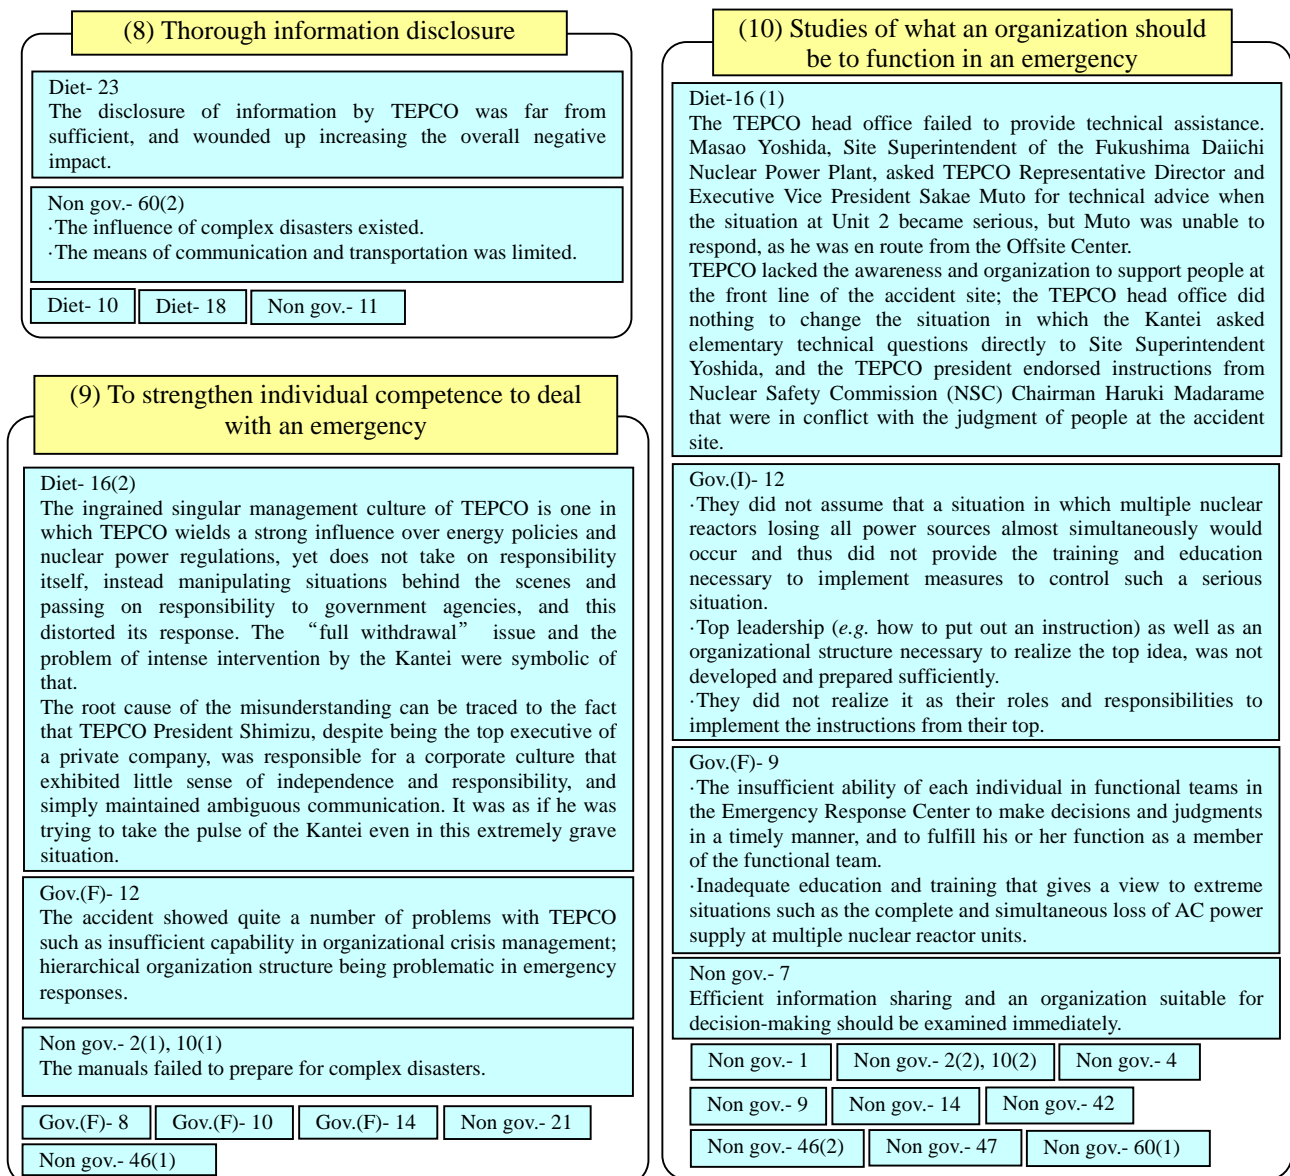 (8) Thorough information disclosure
Diet- 23
The disclosure of information by TEPCO was far from
sufficient, and wounded up increasing the overall negative
impact.
Non gov.- 60(2)
·The influence of complex disasters existed.
·The means of communication and transportation was limited.
Diet- 10
Diet- 18
Non gov.- 11
(9) To strengthen individual competence to deal
with an emergency
Diet- 16(2)
The ingrained singular management culture of TEPCO is one in
which TEPCO wields a strong influence over energy policies and
nuclear power regulations, yet does not take on responsibility
itself, instead manipulating situations behind the scenes and
passing on responsibility to government agencies, and this
distorted its response. The “full withdrawal” issue and the
problem of intense intervention by the Kantei were symbolic of
that.
The root cause of the misunderstanding can be traced to the fact
that TEPCO President Shimizu, despite being the top executive of
a private company, was responsible for a corporate culture that
exhibited little sense of independence and responsibility, and
simply maintained ambiguous communication. It was as if he was
trying to take the pulse of the Kantei even in this extremely grave
situation.
Gov.(F)- 12
The accident showed quite a number of problems with TEPCO
such as insufficient capability in organizational crisis management;
hierarchical organization structure being problematic in emergency
responses.
Non gov.- 2(1), 10(1)
The manuals failed to prepare for complex disasters.
Gov.(F)- 8
Gov.(F)- 10
Gov.(F)- 14
Non gov.- 21
Non gov.- 46(1)
(10) Studies of what an organization should
be to function in an emergency
Diet-16 (1)
The TEPCO head office failed to provide technical assistance.
Masao Yoshida, Site Superintendent of the Fukushima Daiichi
Nuclear Power Plant, asked TEPCO Representative Director and
Executive Vice President Sakae Muto for technical advice when
the situation at Unit 2 became serious, but Muto was unable to
respond, as he was en route from the Offsite Center.
TEPCO lacked the awareness and organization to support people at
the front line of the accident site; the TEPCO head office did
nothing to change the situation in which the Kantei asked
elementary technical questions directly to Site Superintendent
Yoshida, and the TEPCO president endorsed instructions from
Nuclear Safety Commission (NSC) Chairman Haruki Madarame
that were in conflict with the judgment of people at the accident
site.
Gov.(I)- 12
·They did not assume that a situation in which multiple nuclear
reactors losing all power sources almost simultaneously would
occur and thus did not provide the training and education
necessary to implement measures to control such a serious
situation.
·Top leadership (e.g. how to put out an instruction) as well as an
organizational structure necessary to realize the top idea, was not
developed and prepared sufficiently.
·They did not realize it as their roles and responsibilities to
implement the instructions from their top.
Gov.(F)- 9
·The insufficient ability of each individual in functional teams in
the Emergency Response Center to make decisions and judgments
in a timely manner, and to fulfill his or her function as a member
of the functional team.
·Inadequate education and training that gives a view to extreme
situations such as the complete and simultaneous loss of AC power
supply at multiple nuclear reactor units.
Non gov.- 7
Efficient information sharing and an organization suitable for
decision-making should be examined immediately.
Non gov.- 1
Non gov.- 2(2), 10(2)
Non gov.- 4
Non gov.- 9
Non gov.- 14
Non gov.- 42
Non gov.- 46(2)
Non gov.- 47
Non gov.- 60(1)